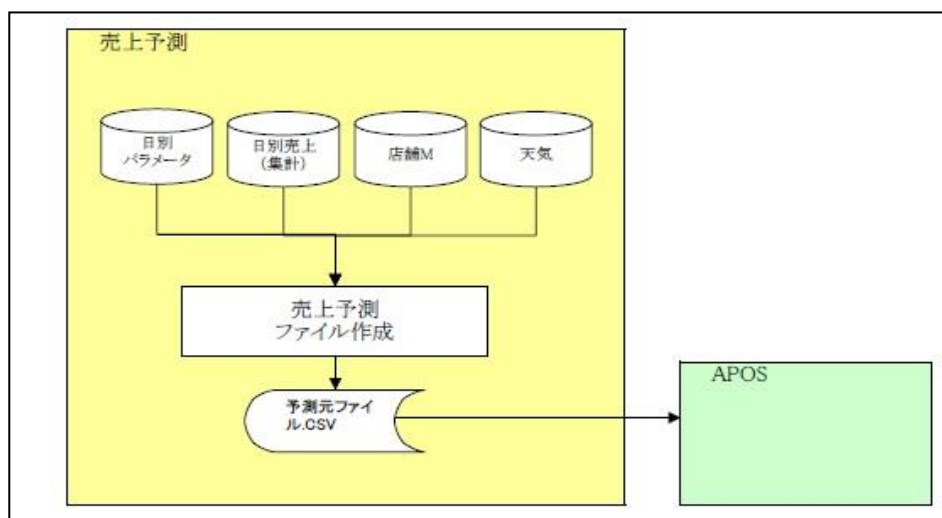 売上予測
日別
パラメータ
日別売上
(集計)
店舗M
天気
売上予測
ファイル作成
予測元ファイ
ル.CSV
APOS